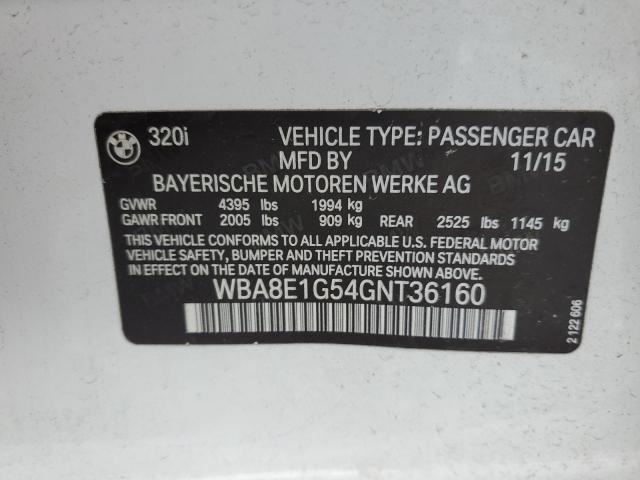 BMW 320i VEHICLE TYPE: PASSENGER CAR
MFD BY 11/15
BAYERISCHE MOTOREN WERKE AG
GVWR 4395 lbs 1994 kg
GAWR FRONT 2005 lbs 909 kg REAR 2525 lbs 1145 kg
THIS VEHICLE CONFORMS TO ALL APPLICABLE U.S. FEDERAL MOTOR
VEHICLE SAFETY, BUMPER AND THEFT PREVENTION STANDARDS
IN EFFECT ON THE DATE OF MANUFACTURE SHOWN ABOVE.
WBA8E1G54GNT36160
2 122 606